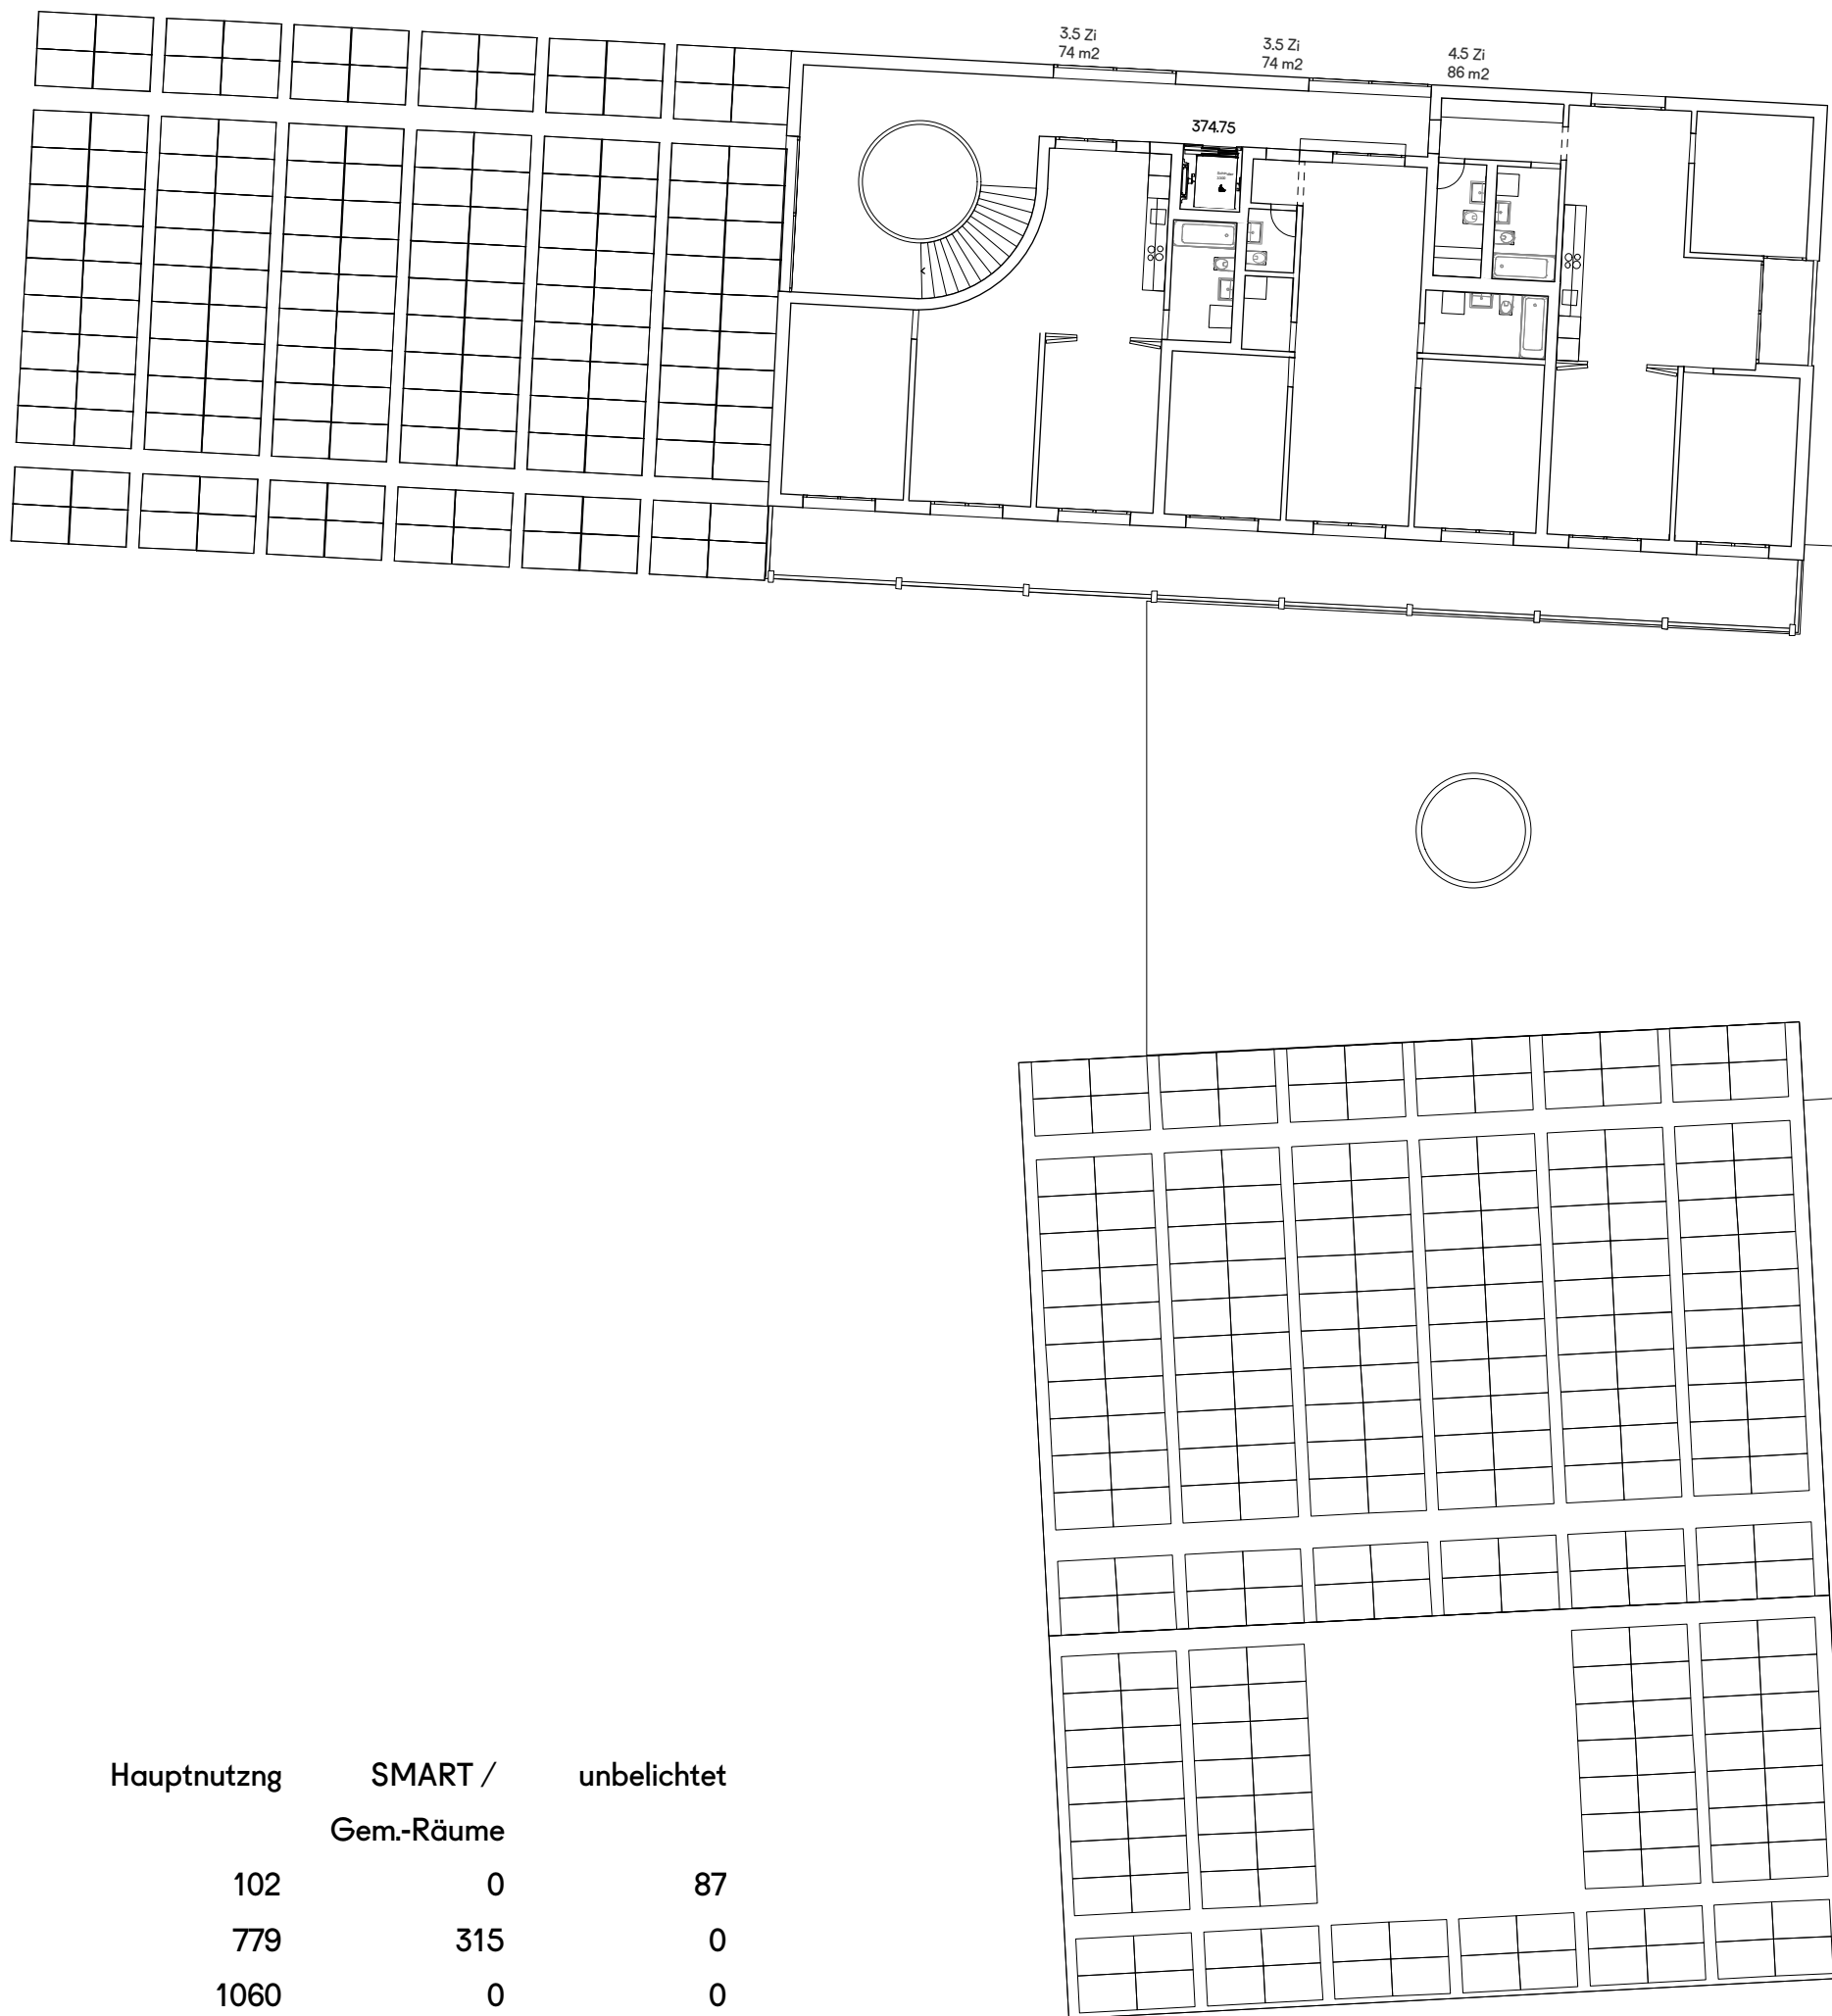 3.5 Zi
74 m2
3.5 Zi
74 m2
4.5 Zi
86 m2
374.75
Hauptnutzng SMART / unbelichtet
Gem.-Räume
102 0 87
779 315 0
1060 0 0